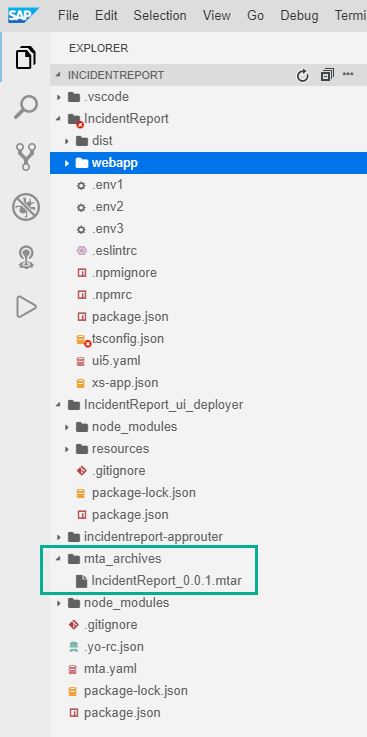 SAP File Edit Selection View Go Debug Termi
EXPLORER
INCIDENTREPORT
.vscode
IncidentReport
dist
webapp
.env1
.env2
.env3
.eslintrc
.npmignore
.npmrc
package.json
tsconfig.json
ui5.yaml
xs-app.json
IncidentReport_ui_deployer
node_modules
resources
.gitignore
package-lock.json
package.json
incidentreport-approuter
mta_archives
IncidentReport_0.0.1.mtar
node_modules
.gitignore
.yo-rc.json
mta.yaml
package-lock.json
package.json